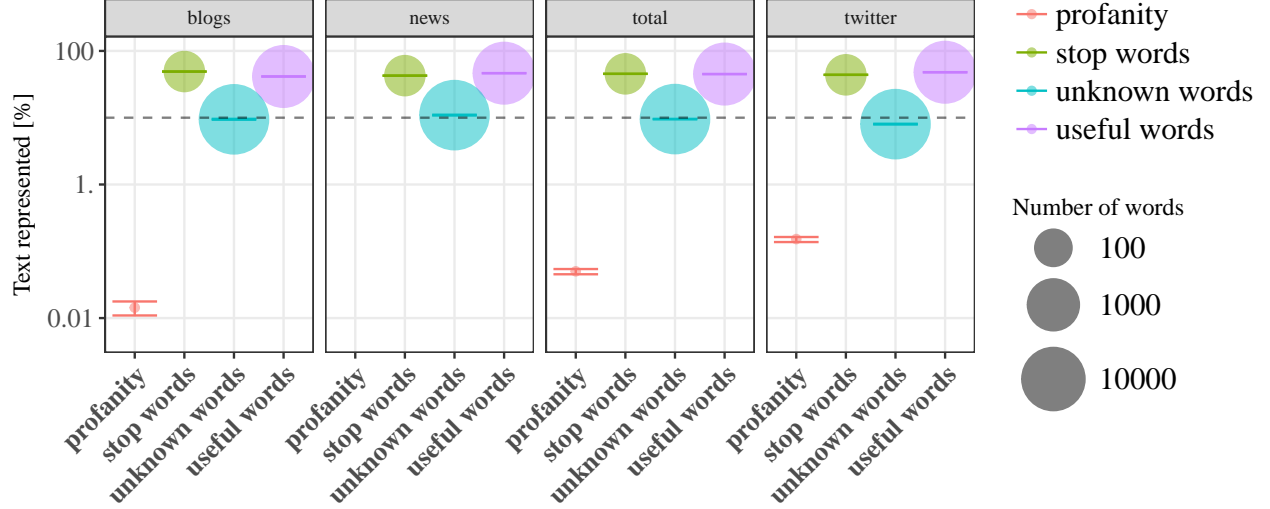 blogs
news
total
twitter
Text represented [%]
100
1.
0.01
profanity
stop words
unknown words
useful words
profanity
stop words
unknown words
useful words
profanity
stop words
unknown words
useful words
profanity
stop words
unknown words
useful words
profanity
stop words
unknown words
useful words
Number of words
100
1000
10000